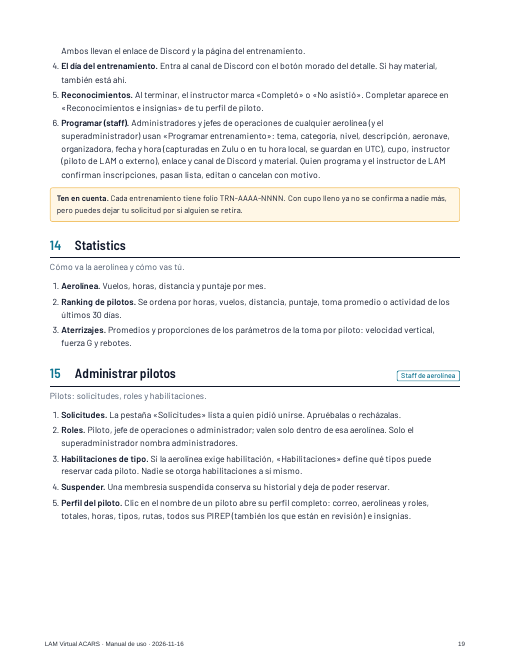 Ambos llevan el enlace de Discord y la página del entrenamiento.
4. El día del entrenamiento. Entra al canal de Discord con el botón morado del detalle. Si hay material,
también está ahí.
5. Reconocimientos. Al terminar, el instructor marca «Completó» o «No asistió». Completar aparece en
«Reconocimientos e insignias» de tu perfil de piloto.
6. Programar (staff). Administradores y jefes de operaciones de cualquier aerolínea (y el
superadministrador) usan «Programar entrenamiento»: tema, categoría, nivel, descripción, aeronave,
organizadora, fecha y hora (capturadas en Zulu o en tu hora local, se guardan en UTC), cupo, instructor
(piloto de LAM o externo), enlace y canal de Discord y material. Quien programa y el instructor de LAM
confirman inscripciones, pasan lista, editan o cancelan con motivo.
Ten en cuenta. Cada entrenamiento tiene folio TRN-AAAA-NNNN. Con cupo lleno ya no se confirma a nadie más,
pero puedes dejar tu solicitud por si alguien se retira.
14 Statistics
Cómo va la aerolínea y cómo vas tú.
1. Aerolínea. Vuelos, horas, distancia y puntaje por mes.
2. Ranking de pilotos. Se ordena por horas, vuelos, distancia, puntaje, toma promedio o actividad de los
últimos 30 días.
3. Aterrizajes. Promedios y proporciones de los parámetros de la toma por piloto: velocidad vertical,
fuerza G y rebotes.
15 Administrar pilotos Staff de aerolínea
Pilots: solicitudes, roles y habilitaciones.
1. Solicitudes. La pestaña «Solicitudes» lista a quien pidió unirse. Apruébalas o recházalas.
2. Roles. Piloto, jefe de operaciones o administrador; valen solo dentro de esa aerolínea. Solo el
superadministrador nombra administradores.
3. Habilitaciones de tipo. Si la aerolínea exige habilitación, «Habilitaciones» define qué tipos puede
reservar cada piloto. Nadie se otorga habilitaciones a sí mismo.
4. Suspender. Una membresía suspendida conserva su historial y deja de poder reservar.
5. Perfil del piloto. Clic en el nombre de un piloto abre su perfil completo: correo, aerolíneas y roles,
totales, horas, tipos, rutas, todos sus PIREP (también los que están en revisión) e insignias.
LAM Virtual ACARS · Manual de uso · 2026-11-16 19